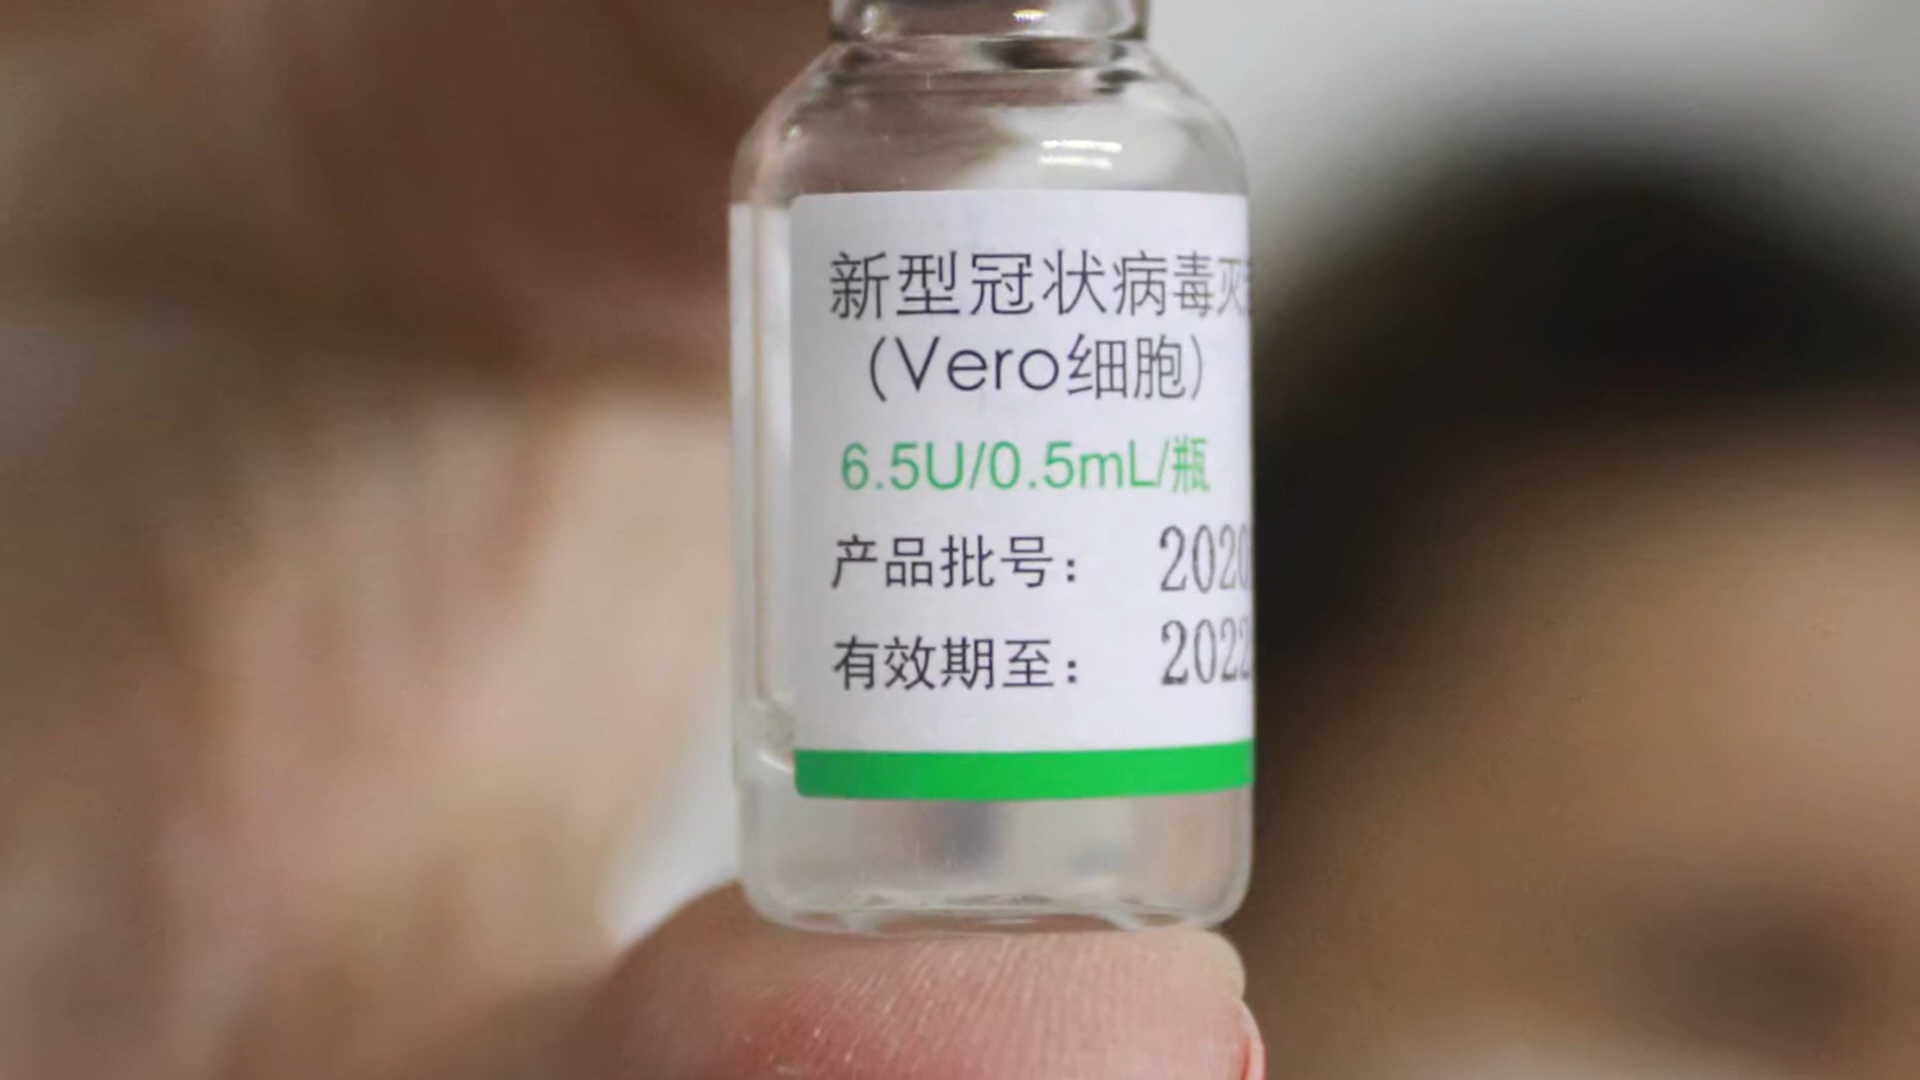 新型冠状病毒灭
(Vero细胞)
6.5U/0.5mL/瓶
产品批号： 2020
有效期至： 2022